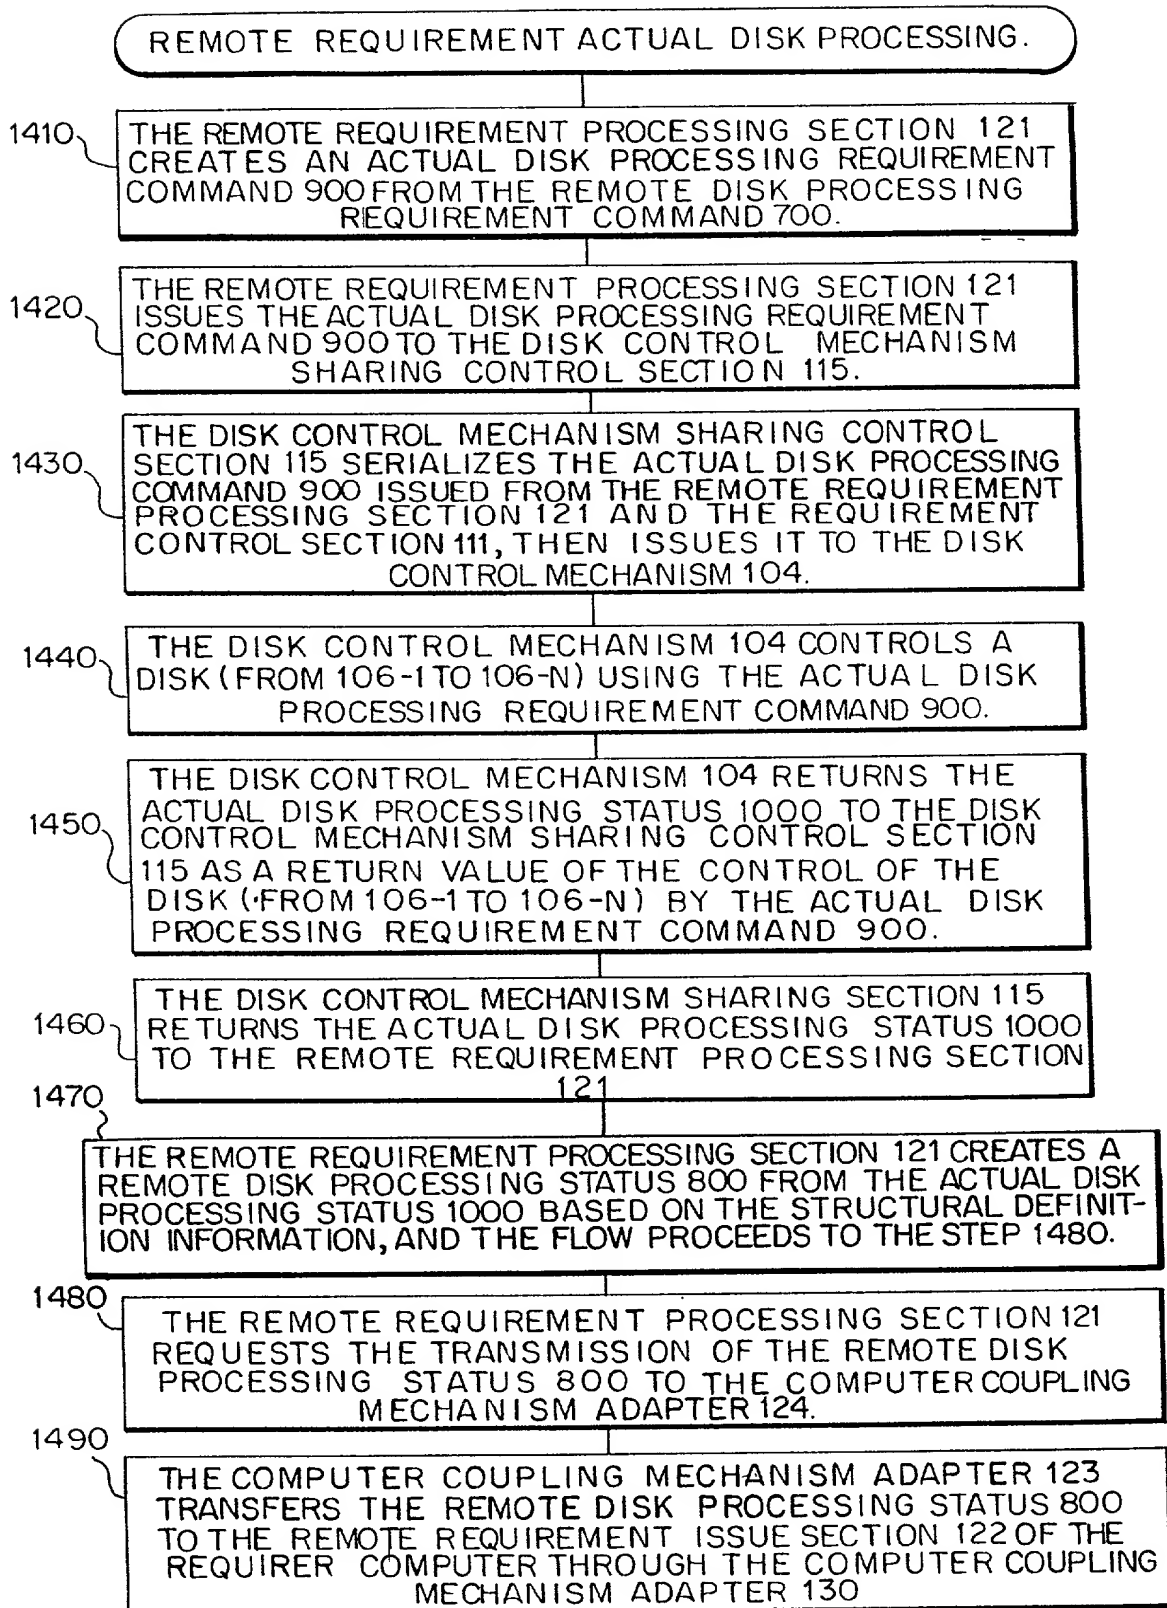 REMOTE REQUIREMENT ACTUAL DISK PROCESSING.
1410
THE REMOTE REQUIREMENT PROCESSING SECTION 121
CREATES AN ACTUAL DISK PROCESSING REQUIREMENT
COMMAND 900 FROM THE REMOTE DISK PROCESSING
REQUIREMENT COMMAND 700.
1420
THE REMOTE REQUIREMENT PROCESSING SECTION 121
ISSUES THE ACTUAL DISK PROCESSING REQUIREMENT
COMMAND 900 TO THE DISK CONTROL MECHANISM
SHARING CONTROL SECTION 115.
1430
THE DISK CONTROL MECHANISM SHARING CONTROL
SECTION 115 SERIALIZES THE ACTUAL DISK PROCESSING
COMMAND 900 ISSUED FROM THE REMOTE REQUIREMENT
PROCESSING SECTION 121 AND THE REQUIREMENT
CONTROL SECTION 111, THEN ISSUES IT TO THE DISK
CONTROL MECHANISM 104.
1440
THE DISK CONTROL MECHANISM 104 CONTROLS A
DISK (FROM 106-1 TO 106-N) USING THE ACTUAL DISK
PROCESSING REQUIREMENT COMMAND 900.
1450
THE DISK CONTROL MECHANISM 104 RETURNS THE
ACTUAL DISK PROCESSING STATUS 1000 TO THE DISK
CONTROL MECHANISM SHARING CONTROL SECTION
115 AS A RETURN VALUE OF THE CONTROL OF THE
DISK (FROM 106-1 TO 106-N) BY THE ACTUAL DISK
PROCESSING REQUIREMENT COMMAND 900.
1460
THE DISK CONTROL MECHANISM SHARING SECTION 115
RETURNS THE ACTUAL DISK PROCESSING STATUS 1000
TO THE REMOTE REQUIREMENT PROCESSING SECTION
121
1470
THE REMOTE REQUIREMENT PROCESSING SECTION 121 CREATES A
REMOTE DISK PROCESSING STATUS 800 FROM THE ACTUAL DISK
PROCESSING STATUS 1000 BASED ON THE STRUCTURAL DEFINIT-
ION INFORMATION, AND THE FLOW PROCEEDS TO THE STEP 1480.
1480
THE REMOTE REQUIREMENT PROCESSING SECTION 121
REQUESTS THE TRANSMISSION OF THE REMOTE DISK
PROCESSING STATUS 800 TO THE COMPUTER COUPLING
MECHANISM ADAPTER 124.
1490
THE COMPUTER COUPLING MECHANISM ADAPTER 123
TRANSFERS THE REMOTE DISK PROCESSING STATUS 800
TO THE REMOTE REQUIREMENT ISSUE SECTION 122 OF THE
REQUIRER COMPUTER THROUGH THE COMPUTER COUPLING
MECHANISM ADAPTER 130